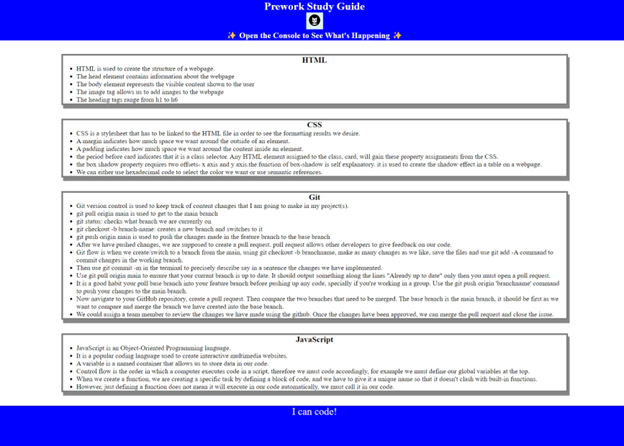 Prework Study Guide
✨ Open the Console to See What's Happening ✨
HTML
HTML is used to create the structure of a webpage.
The head element contains information about the webpage
The body element represents the visible content shown to the user
The image tag allows us to add images to the webpage
The heading tags range from h1 to h6
CSS
CSS is a stylesheet that has to be linked to the HTML file in order to see the formatting results we desire.
A margin indicates how much space we want around the outside of an element.
A padding indicates how much space we want around the content inside an element.
the period before card indicates that it is a class selector. Any HTML element assigned to the class, card, will gain these property assignments from the CSS.
the box shadow property requires two offsets- x axis and y axis.the function of box-shadow is self explanatory. it is used to create the shadow effect in a table on a webpage.
We can either use hexadecimal code to select the color we want or use semantic references.
Git
Git version control is used to keep track of content changes that I am going to make in my project(s).
git pull origin main is used to get to the main branch
git status: checks what branch we are currently on
git checkout -b branch-name: creates a new branch and switches to it
git push origin main is used to push the changes made in the feature branch to the base branch
After we have pushed changes, we are supposed to create a pull request. pull request allows other developers to give feedback on our code.
Git flow is when we create/switch to a branch from the main, using git checkout -b branchname, make as many changes as we like, save the files and use git add -A command to
commit changes in the working branch.
Then use git commit -m in the terminal to precisely describe say in a sentence the changes we have implemented.
Use git pull origin main to ensure that your current branch is up to date. It should output something along the lines "Already up to date" only then you must open a pull request.
It is a good habit your pull base branch into your feature branch before pushing up any code, specially if you're working in a group. Use the git push origin 'branchname' command
to push your changes to the main branch.
Now navigate to your GitHub repository, create a pull request. Then compare the two branches that need to be merged. The base branch is the main branch, it should be first as we
want to compare and merge the branch we have created into the base branch.
We could assign a team member to review the changes we have made using the github. Once the changes have been approved, we can merge the pull request and close the issue.
JavaScript
JavaScript is an Object-Oriented Programming language.
It is a popular coding language used to create interactive multimedia websites.
A variable is a named container that allows us to store data in our code.
Control flow is the order in which a computer executes code in a script, therefore we must code accordingly, for example we must define our global variables at the top.
When we create a function, we are creating a specific task by defining a block of code, and we have to give it a unique name so that it doesn't clash with built-in functions.
However, just defining a function does not mean it will execute in our code automatically, we must call it in our code.
I can code!